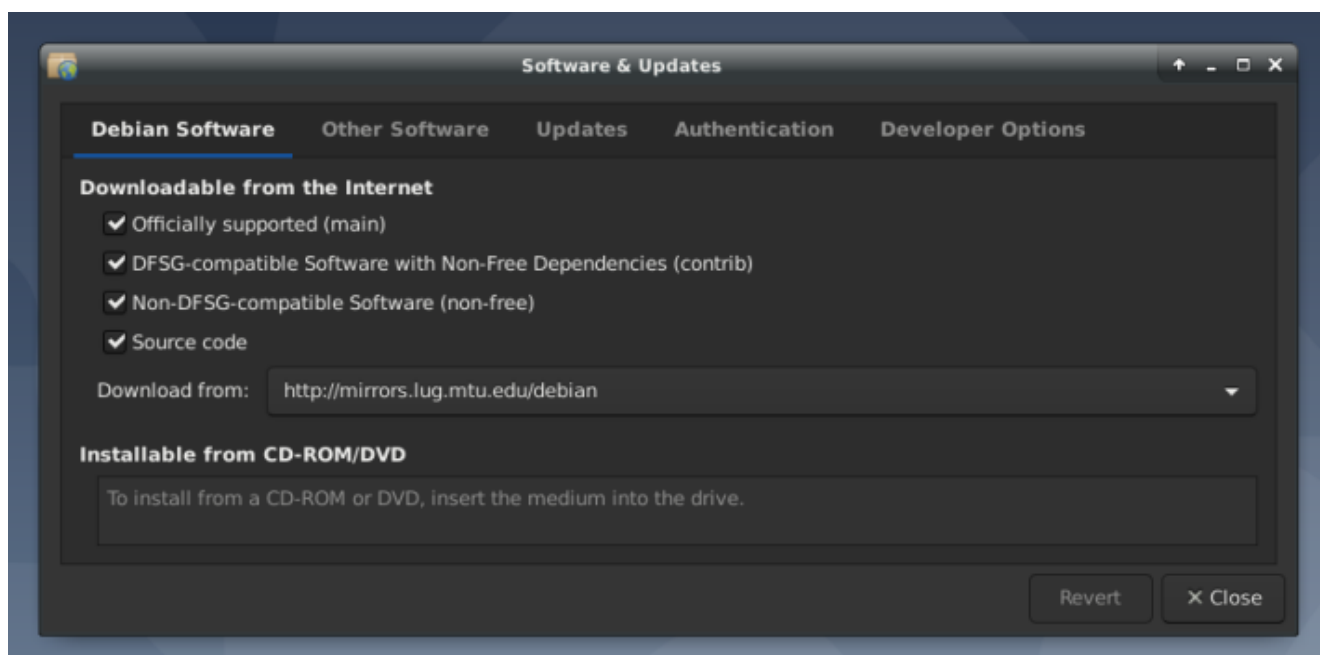 Software & Updates
Debian Software Other Software Updates Authentication Developer Options
Downloadable from the Internet
Officially supported (main)
DFSG-compatible Software with Non-Free Dependencies (contrib)
Non-DFSG-compatible Software (non-free)
Source code
Download from: http://mirrors.lug.mtu.edu/debian
Installable from CD-ROM/DVD
To install from a CD-ROM or DVD, insert the medium into the drive.
Revert Close